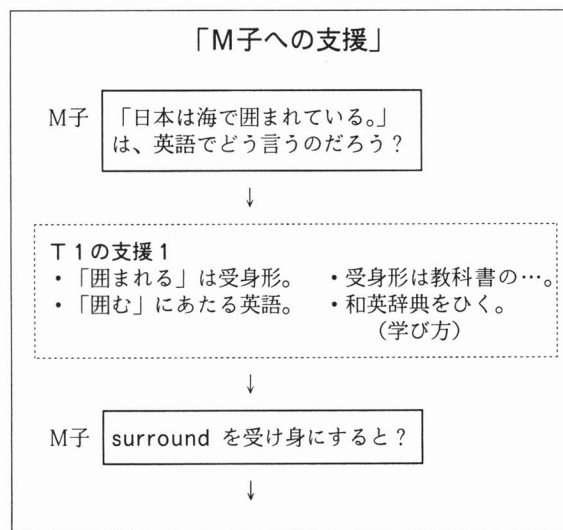 「M子への支援」
M子
「日本は海で囲まれている。」
は、英語でどう言うのだろう?
↓
T1の支援1
・「囲まれる」は受身形。 ・受身形は教科書の…。
・「囲む」にあたる英語。 ・和英辞典をひく。
(学び方)
↓
M子 surround を受け身にすると?
↓